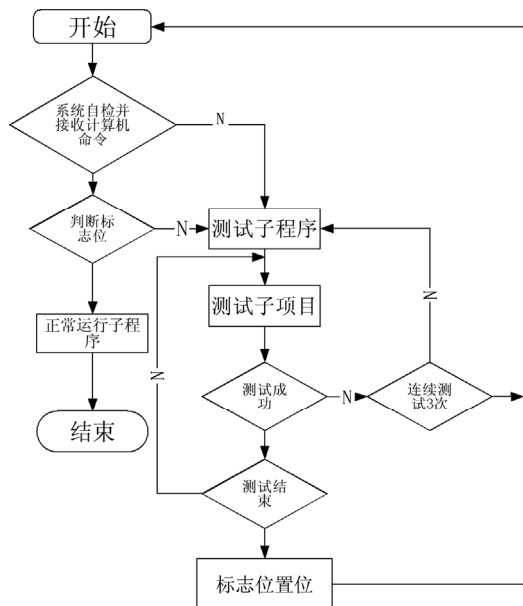 开始
系统自检并
接收计算机
命令
N
判断标
志位
N
测试子程序
正常运行子程
序
测试子项目
N
N
测试成
功
N
连续测
试3次
结束
测试结
束
标志位置位